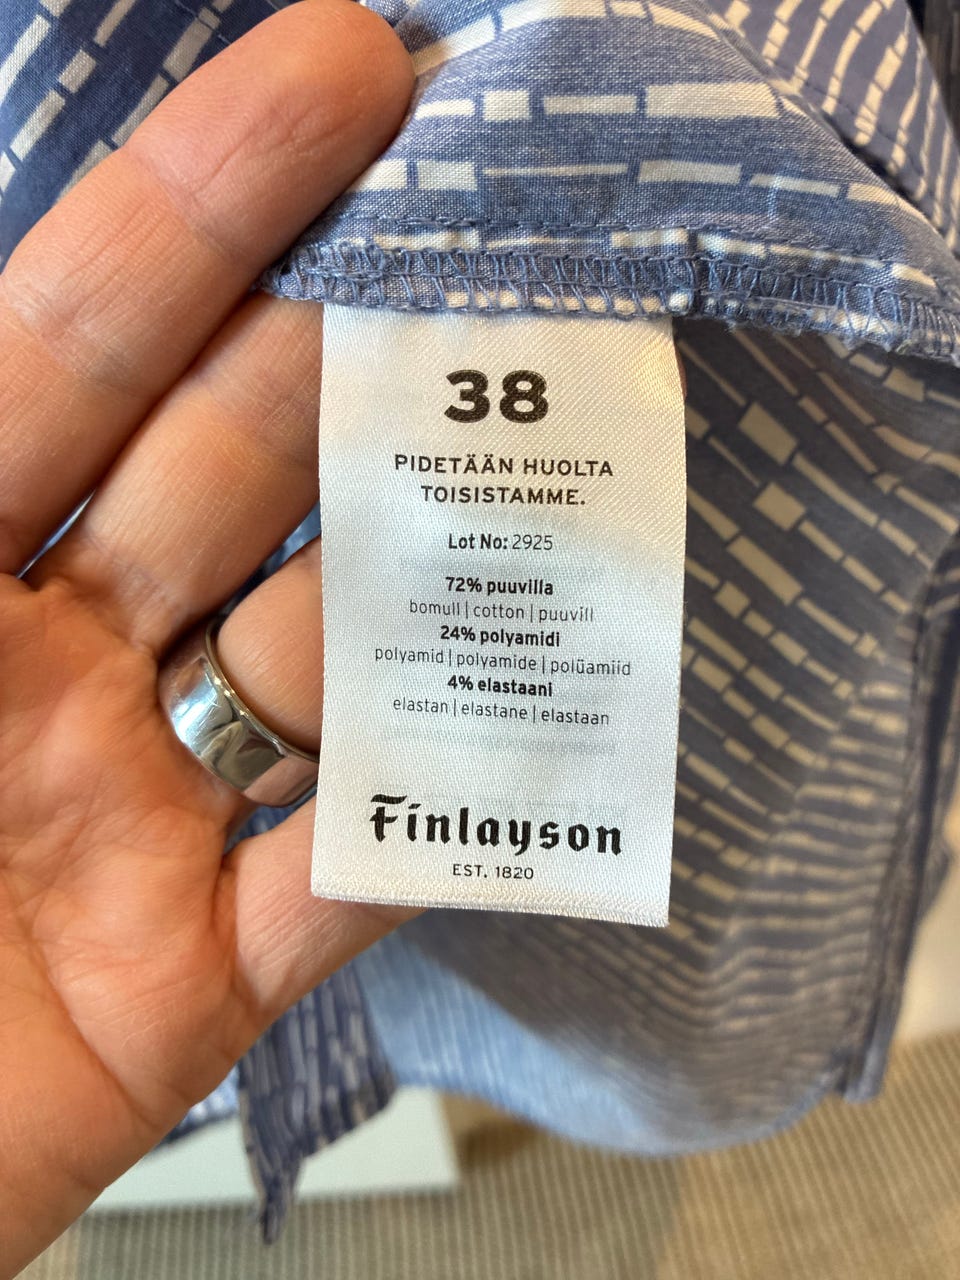 38
PIDETÄÄN HUOLTA
TOISISTAMME.
Lot No: 2925
72% puuvilla
bomull | cotton | puuvill
24% polyamidi
polyamid | polyamide | polüamiid
4% elastaani
elastan | elastane | elastaan
Finlayson
EST. 1820